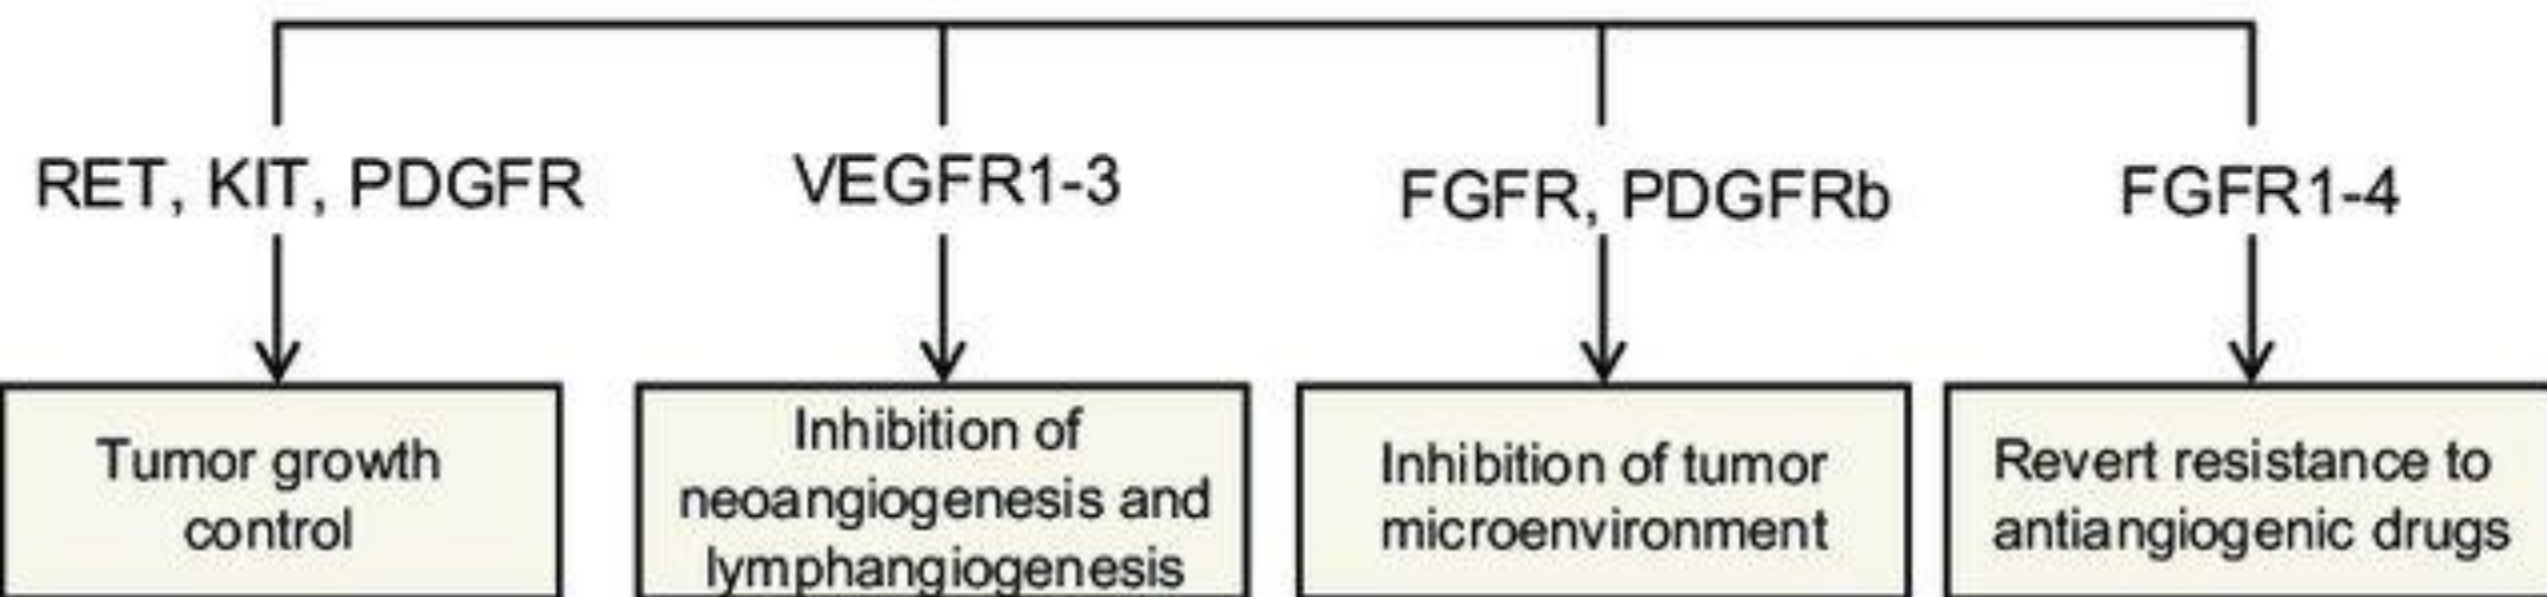 RET, KIT, PDGFR
VEGFR1-3
FGFR, PDGFRb
FGFR1-4
Tumor growth
control
Inhibition of
neoangiogenesis and
lymphangiogenesis
Inhibition of tumor
microenvironment
Revert resistance to
antiangiogenic drugs